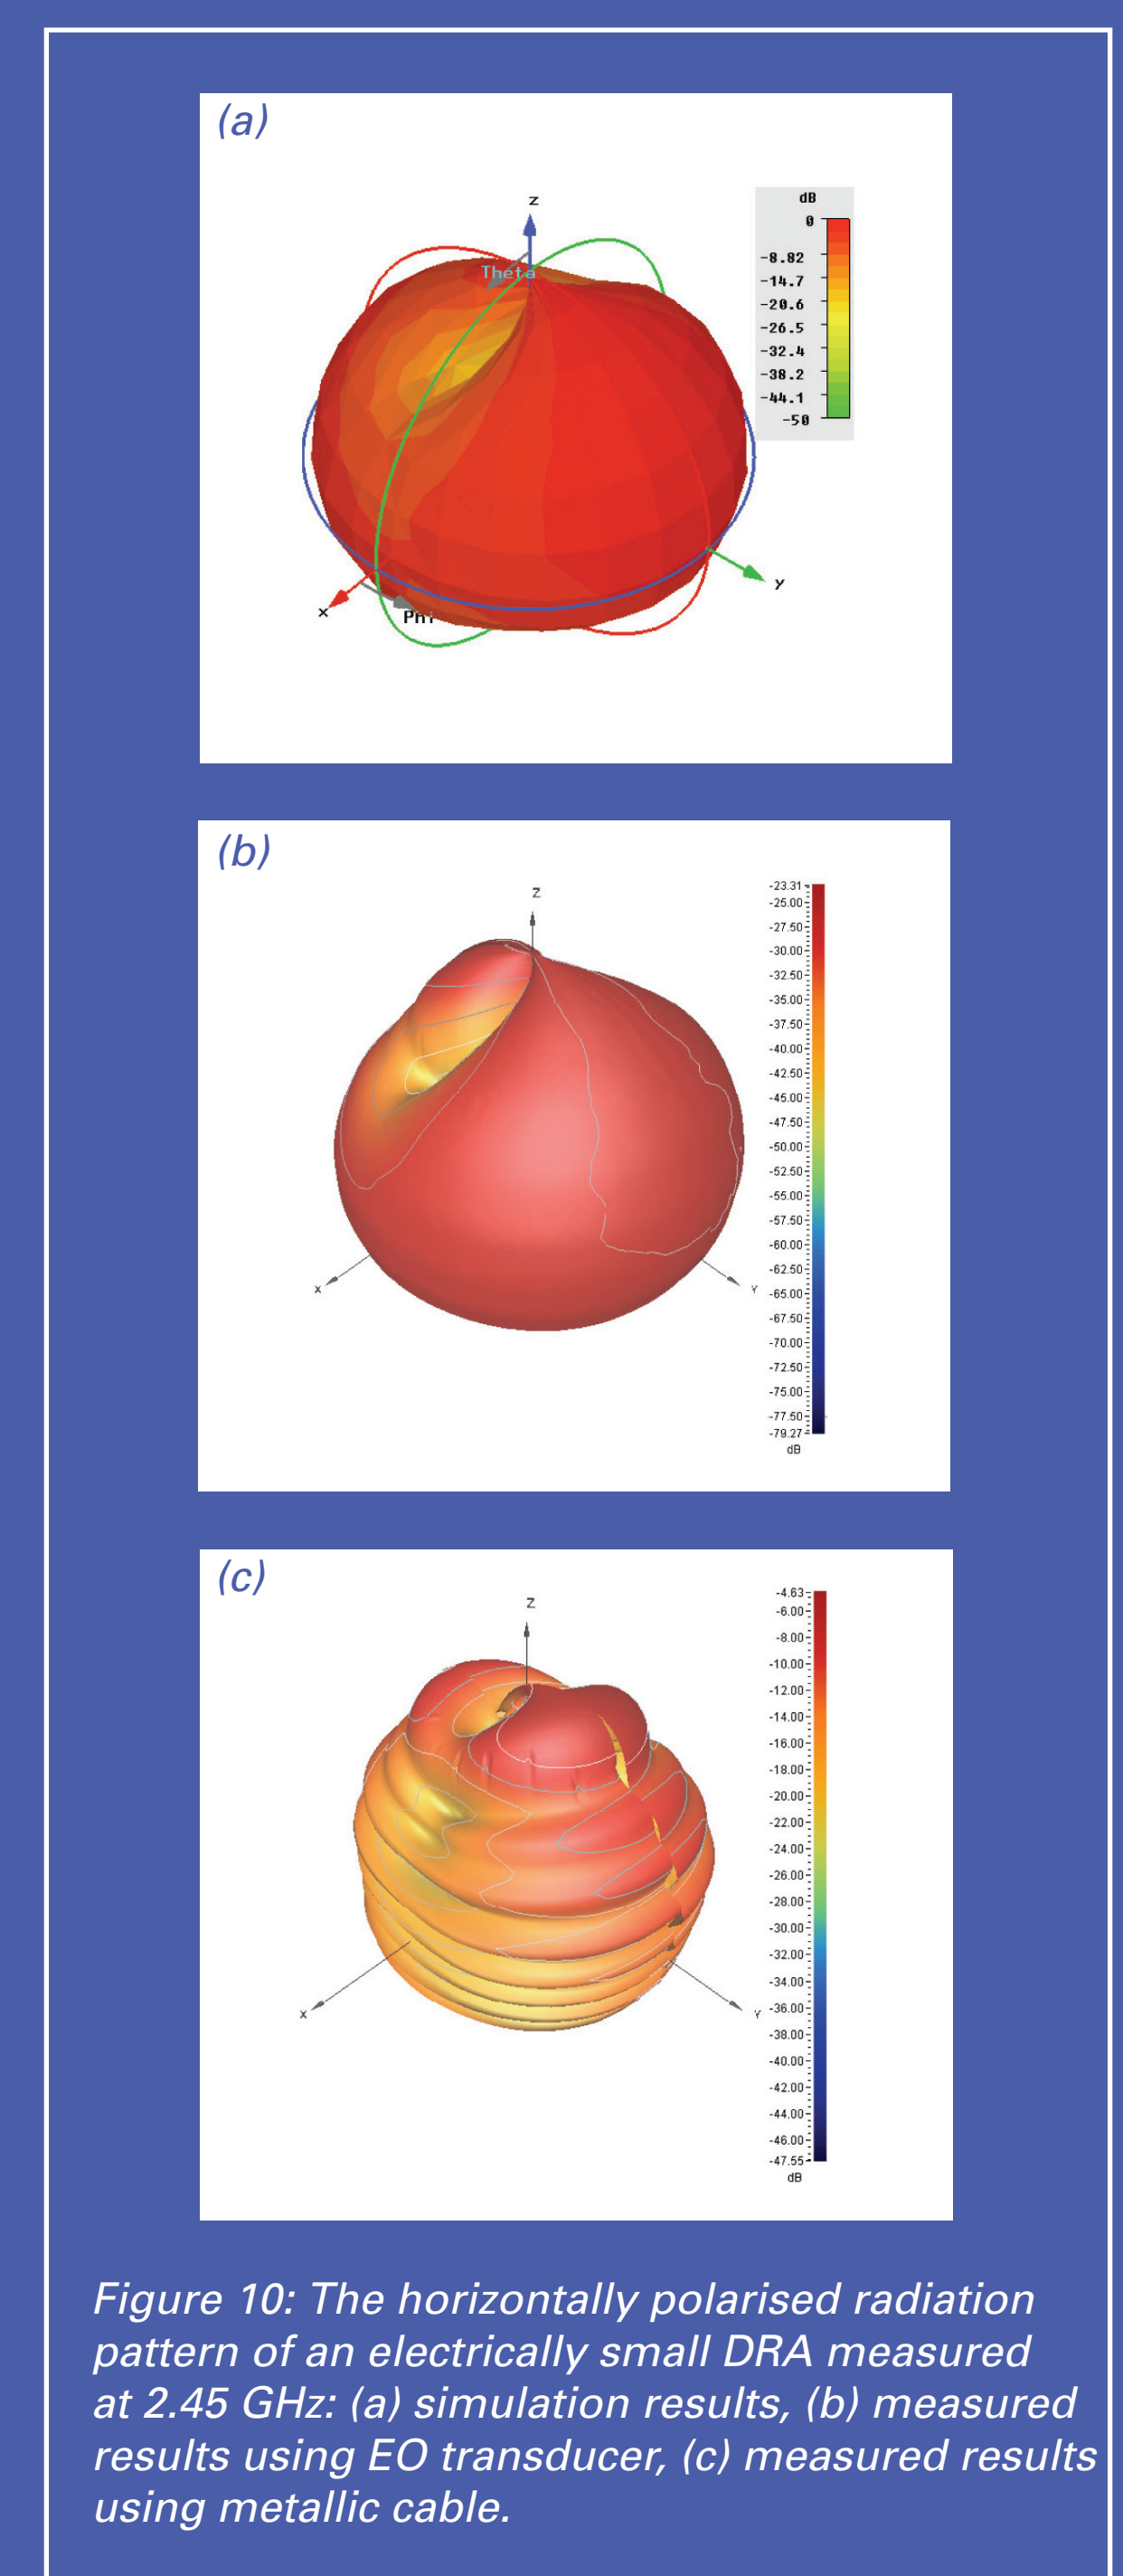 (a)
z
Theta
dB
0
-8.82
-14.7
-20.6
-26.5
-32.4
-38.2
-44.1
-50
x
Phi
y
(b)
Z
-23.31
-25.00
-27.50
-30.00
-32.50
-35.00
-37.50
-40.00
-42.50
-45.00
-47.50
-50.00
-52.50
-55.00
-57.50
-60.00
-62.50
-65.00
-67.50
-70.00
-72.50
-75.00
-77.50
-79.27
dB
X
Y
(c)
Z
-4.63
-6.00
-8.00
-10.00
-12.00
-14.00
-16.00
-18.00
-20.00
-22.00
-24.00
-26.00
-28.00
-30.00
-32.00
-34.00
-36.00
-38.00
-40.00
-42.00
-44.00
-46.00
-47.55
dB
X
Y
Figure 10: The horizontally polarised radiation
pattern of an electrically small DRA measured
at 2.45 GHz: (a) simulation results, (b) measured
results using EO transducer, (c) measured results
using metallic cable.